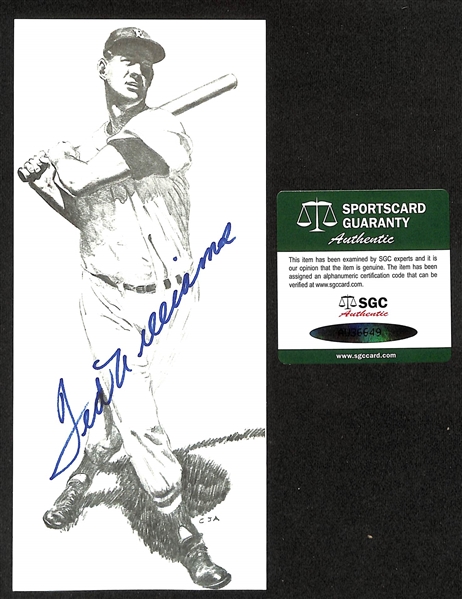 Ted Williams
CJA
SPORTSCARD
GUARANTY
Authentic
This item has been examined by SGC experts and it is
our opinion that the item is genuine. The item has been
assigned an alphanumeric certification code that can be
verified at www.sgccard.com.
SGC
Authentic
AU36649
www.sgccard.com